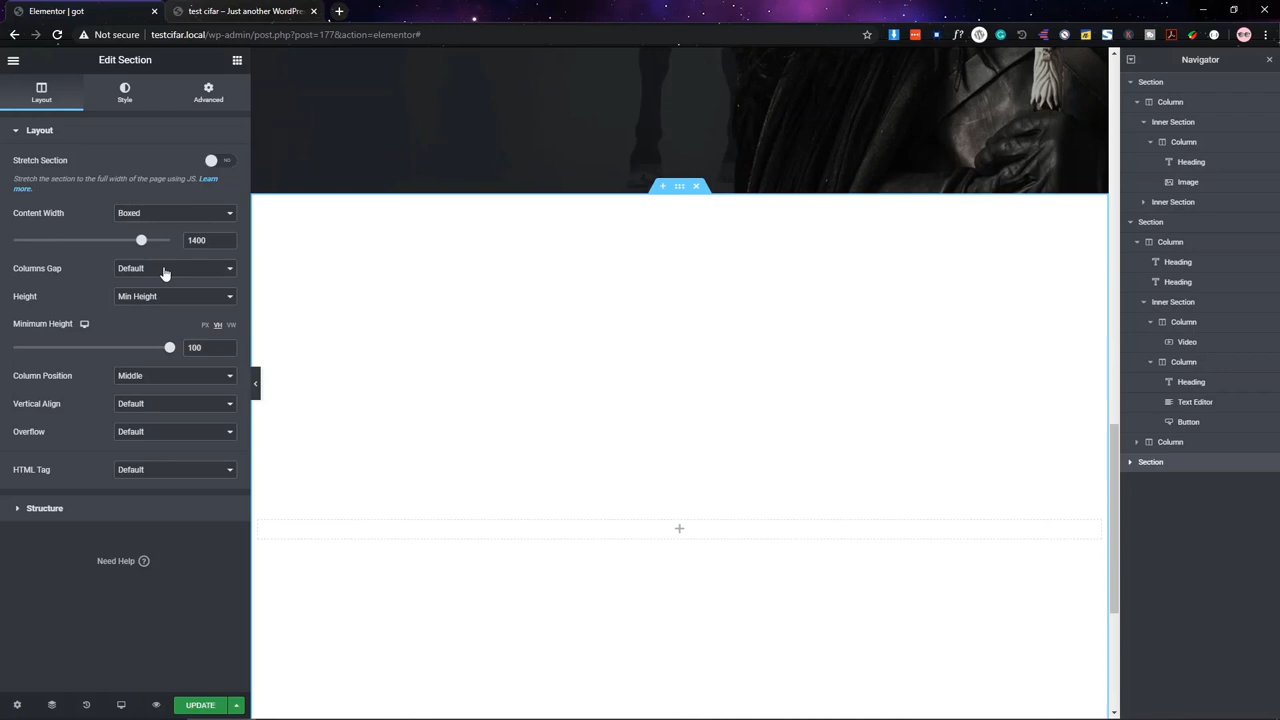 Elementor | got
test cifar – Just another WordPre
Not secure
testcifar.local/wp-admin/post.php?post=177&action=elementor#
Edit Section
Layout
Style
Advanced
Layout
Stretch Section
NO
Stretch the section to the full width of the page using JS. Learn
more.
Content Width
Boxed
1400
Columns Gap
Default
Height
Min Height
Minimum Height
PX VH VW
100
Column Position
Middle
Vertical Align
Default
Overflow
Default
HTML Tag
Default
Structure
Need Help
UPDATE
Navigator
Section
Column
Inner Section
Column
Heading
Image
Inner Section
Section
Column
Heading
Heading
Inner Section
Column
Video
Column
Heading
Text Editor
Button
Column
Section